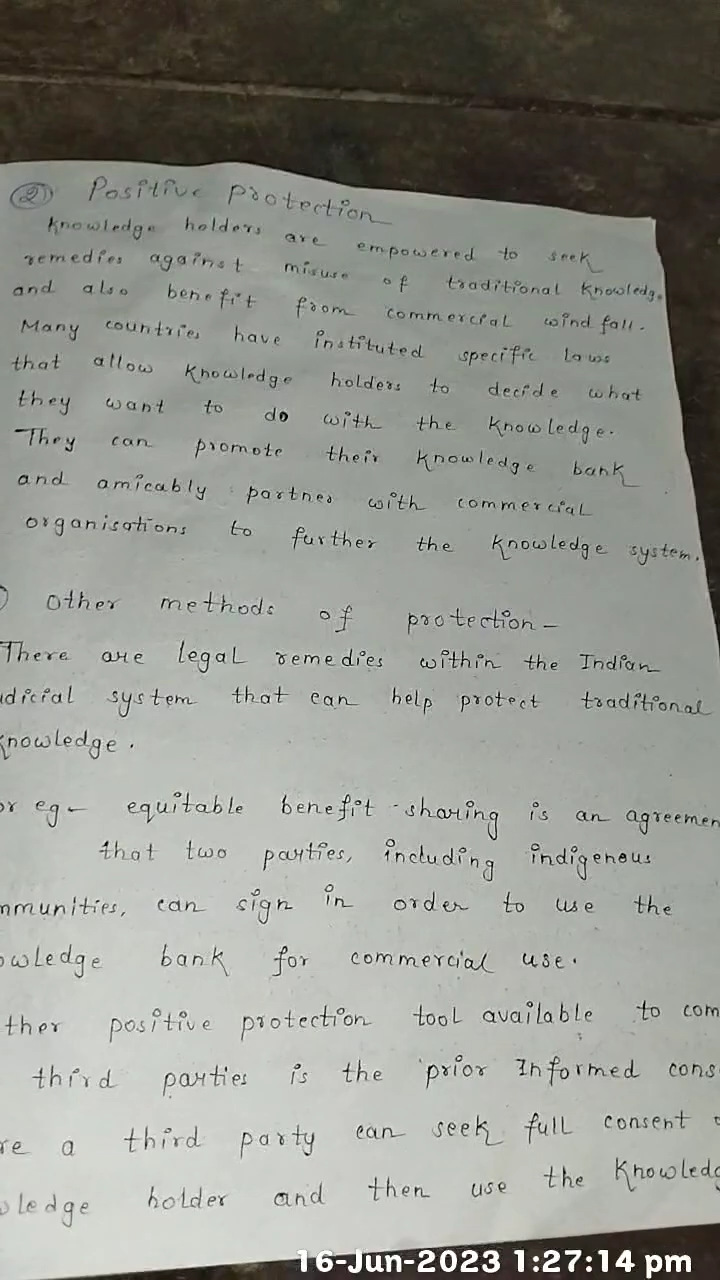 ② Positive protection
Knowledge holders are empowered to seek
remedies against misuse of traditional Knowledge
and also benefit from commercial wind fall.
Many countries have instituted specific laws
that allow Knowledge holders to decide what
they want to do with the Knowledge.
They can promote their Knowledge bank
and amicably partner with commercial
organisations to further the Knowledge system.
Other methods of protection -
There are legal remedies within the Indian
udicial system that can help protect traditional
Knowledge.
or eg - equitable benefit sharing is an agreemen
that two parties, including indigenous
mmunities, can sign in order to use the
owledge bank for commercial use.
ther positive protection tool available to com
third parties is the prior Informed cons
re a third party can seek full consent
wledge holder and then use the Knowledg
16-Jun-2023 1:27:14 pm